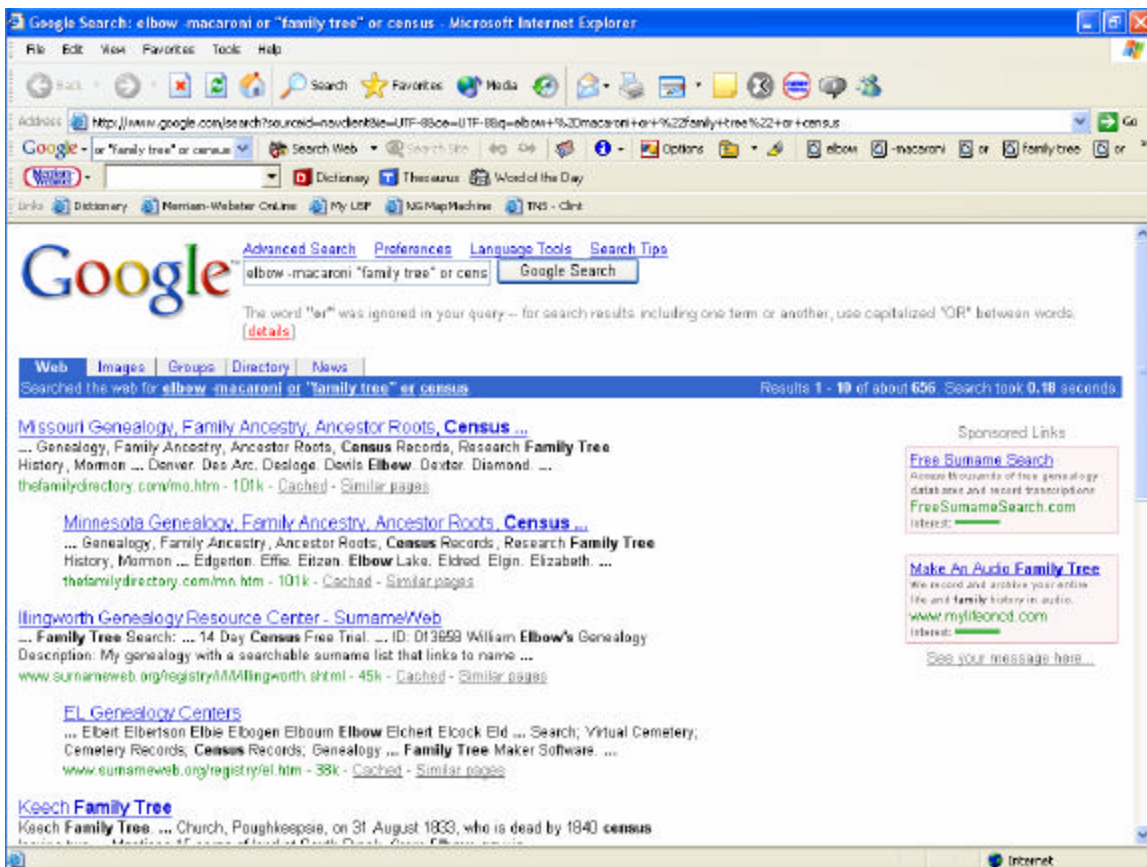 Google Search: elbow -macaroni or "family tree" or census - Microsoft Internet Explorer
File Edit View Favorites Tools Help
Back Search Favorites Media
Address http://www.google.com/search?sourceid=navclient&ie=UTF-8&oe=UTF-8&q=elbow+%2Dmacaroni+or+%22family+tree%22+or+census Go
Google or "family tree" or census Search Web Search Site Options elbow -macaroni or family tree or
Merriam-Webster Dictionary Thesaurus Word of the Day
Links Dictionary Merriam-Webster OnLine My USP NG MapMachine TNS - Clint
Advanced Search Preferences Language Tools Search Tips
Google™
elbow -macaroni "family tree" or cens Google Search
The word "or" was ignored in your query -- for search results including one term or another, use capitalized "OR" between words.
[details]
Web Images Groups Directory News
Searched the web for elbow -macaroni or "family tree" or census Results 1 - 10 of about 656. Search took 0.18 seconds.
Missouri Genealogy, Family Ancestry, Ancestor Roots, Census ...
... Genealogy, Family Ancestry, Ancestor Roots, Census Records, Research Family Tree
History, Mormon ... Denver. Des Arc. Desloge. Devils Elbow. Dexter. Diamond. ...
thefamilydirectory.com/mo.htm - 101k - Cached - Similar pages
Minnesota Genealogy, Family Ancestry, Ancestor Roots, Census ...
... Genealogy, Family Ancestry, Ancestor Roots, Census Records, Research Family Tree
History, Mormon ... Edgerton. Effie. Eitzen. Elbow Lake. Eldred. Elgin. Elizabeth. ...
thefamilydirectory.com/mn.htm - 101k - Cached - Similar pages
Illingworth Genealogy Resource Center - SurnameWeb
... Family Tree Search: ... 14 Day Census Free Trial. ... ID: 013659 William Elbow's Genealogy
Description: My genealogy with a searchable surname list that links to name ...
www.surnameweb.org/registry/i/l/l/illingworth.shtml - 45k - Cached - Similar pages
EL Genealogy Centers
... Elbert Elbertson Elbie Elbogen Elbourn Elbow Elchert Elcock Eld ... Search; Virtual Cemetery;
Cemetery Records; Census Records; Genealogy ... Family Tree Maker Software. ...
www.surnameweb.org/registry/el.htm - 38k - Cached - Similar pages
Keech Family Tree
Keech Family Tree. ... Church, Poughkeepsie, on 31 August 1833, who is dead by 1840 census
Sponsored Links
Free Surname Search
Access thousands of free genealogy
databases and record transcriptions
FreeSurnameSearch.com
Interest:
Make An Audio Family Tree
We record and archive your entire
life and family history in audio.
www.mylifeoncd.com
Interest:
See your message here...
Internet